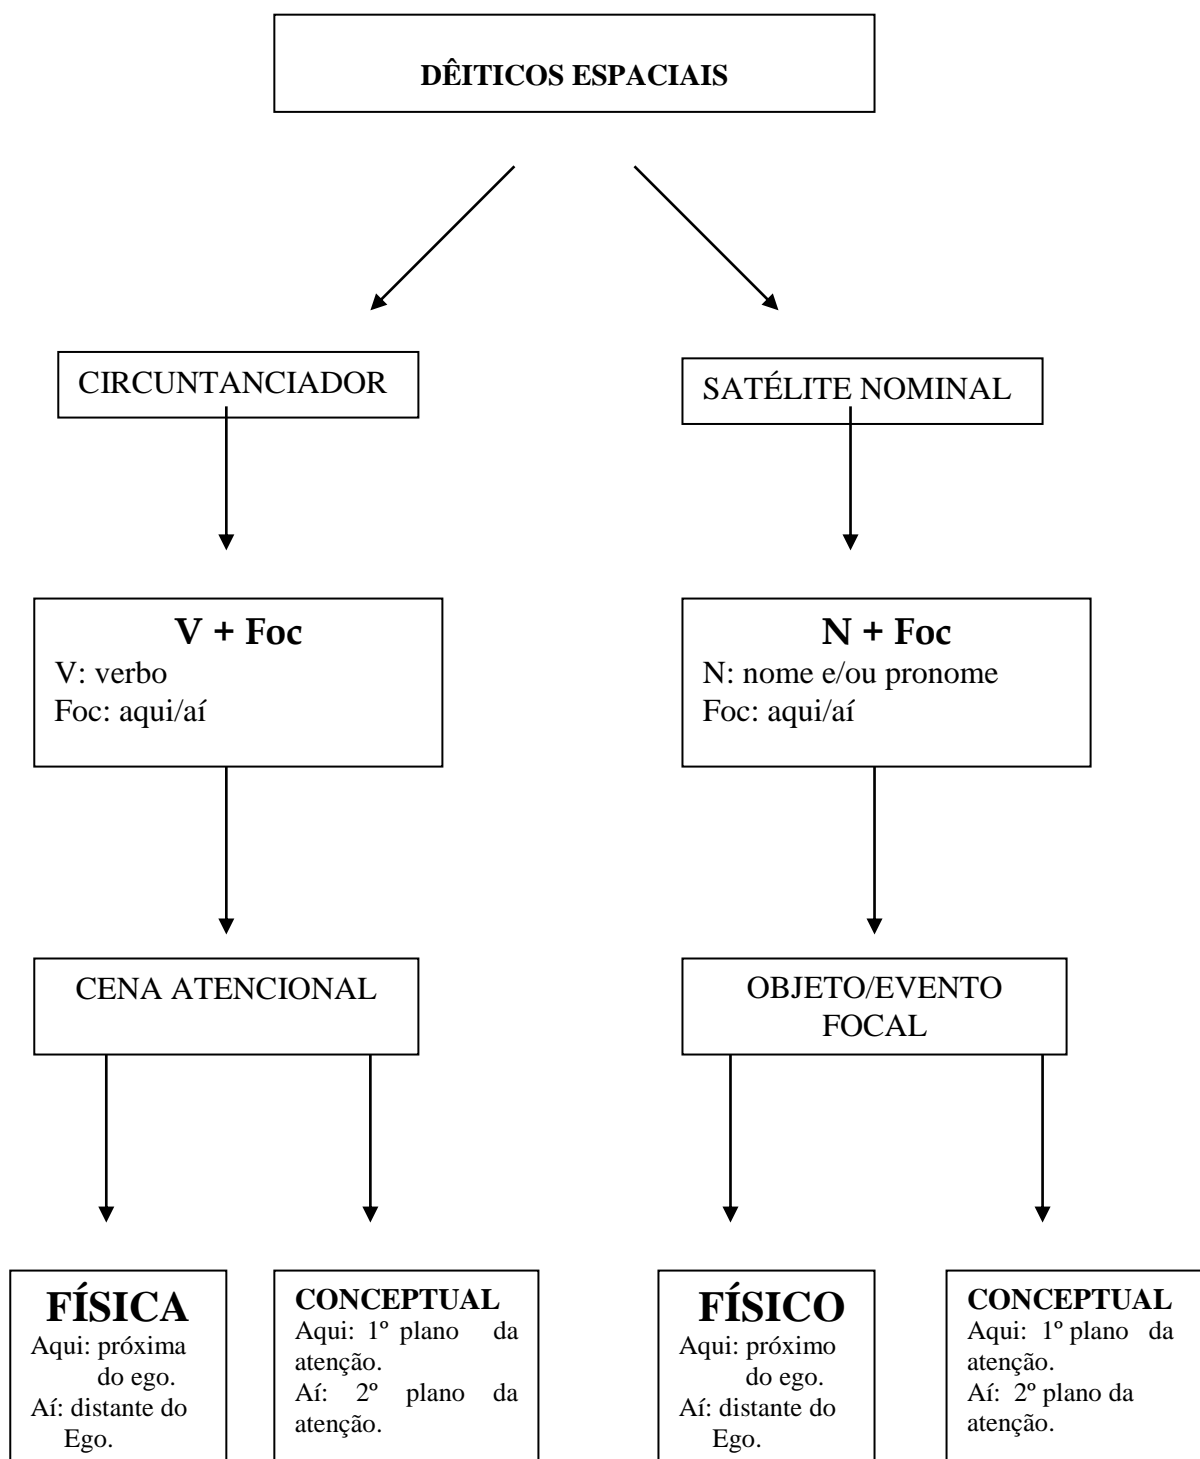 DÊITICOS ESPACIAIS
CIRCUNTANCIADOR
SATÉLITE NOMINAL
V + Foc
V: verbo
Foc: aqui/aí
N + Foc
N: nome e/ou pronome
Foc: aqui/aí
CENA ATENCIONAL
OBJETO/EVENTO
FOCAL
FÍSICA
Aqui: próxima
do ego.
Aí: distante do
Ego.
CONCEPTUAL
Aqui: 1º plano da
atenção.
Aí: 2º plano da
atenção.
FÍSICO
Aqui: próximo
do ego.
Aí: distante do
Ego.
CONCEPTUAL
Aqui: 1º plano da
atenção.
Aí: 2º plano da
atenção.